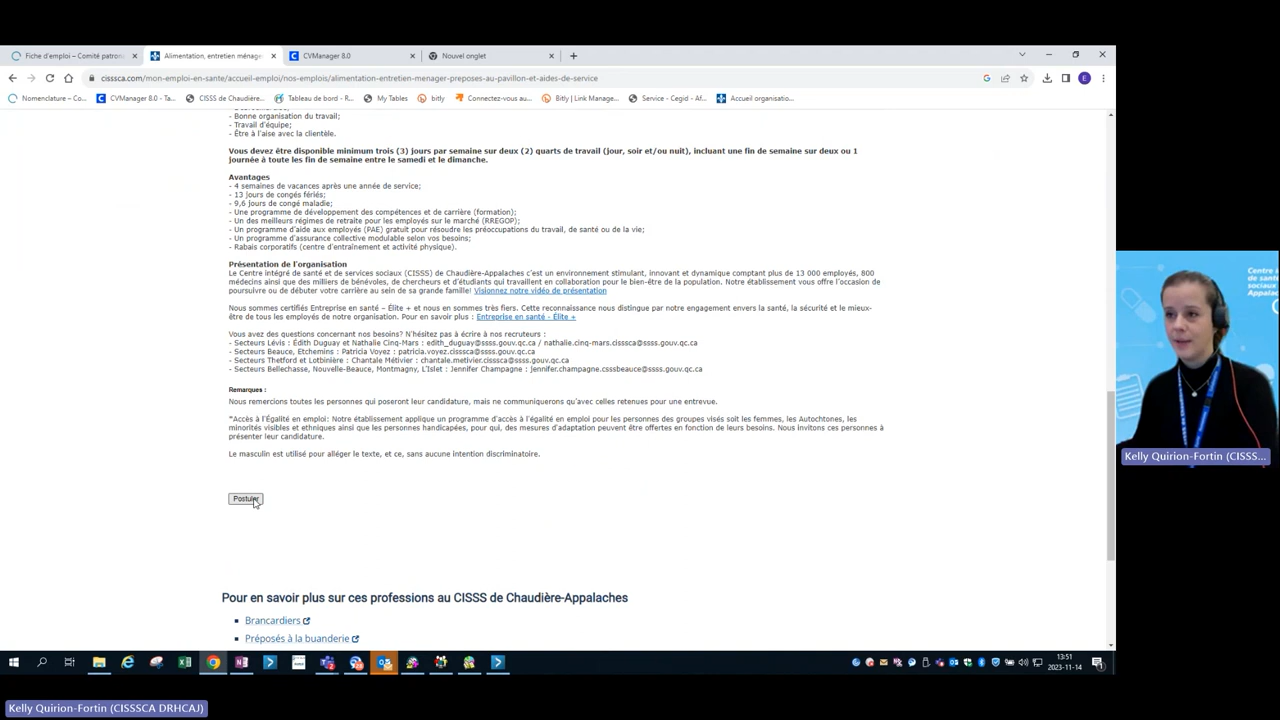 Fiche d'emploi – Comité patron
Alimentation, entretien ménage
CVManager 8.0
Nouvel onglet
cisssca.com/mon-emploi-en-sante/accueil-emploi/nos-emplois/alimentation-entretien-menager-preposes-au-pavillon-et-aides-de-service
E
Nomenclature – Co...
CVManager 8.0 - Ta...
CISSS de Chaudière...
Tableau de bord - R...
My Tables
bitly
Connectez-vous au...
Bitly | Link Manage...
Service - Cegid - Af...
Accueil organisatio...
- Bonne organisation du travail;
- Travail d'équipe;
- Être à l'aise avec la clientèle.
Vous devez être disponible minimum trois (3) jours par semaine sur deux (2) quarts de travail (jour, soir et/ou nuit), incluant une fin de semaine sur deux ou 1
journée à toute les fin de semaine entre le samedi et le dimanche.
Avantages
- 4 semaines de vacances après une année de service;
- 13 jours de congés fériés;
- 9,6 jours de congé maladie;
- Une programme de développement des compétences et de carrière (formation);
- Un des meilleurs régimes de retraite pour les employés sur le marché (RREGOP);
- Un programme d'aide aux employés (PAE) gratuit pour résoudre les préoccupations du travail, de santé ou de la vie;
- Un programme d'assurance collective modulable selon vos besoins;
- Rabais corporatifs (centre d'entraînement et activité physique).
Présentation de l'organisation
Le Centre intégré de santé et de services sociaux (CISSS) de Chaudière-Appalaches c'est un environnement stimulant, innovant et dynamique comptant plus de 13 000 employés, 800
médecins ainsi que des milliers de bénévoles, de chercheurs et d'étudiants qui travaillent en collaboration pour le bien-être de la population. Notre établissement vous offre l'occasion de
poursuivre ou de débuter votre carrière au sein de sa grande famille! Visionnez notre vidéo de présentation
Nous sommes certifiés Entreprise en santé – Élite + et nous en sommes très fiers. Cette reconnaissance nous distingue par notre engagement envers la santé, la sécurité et le mieux-
être de tous les employés de notre organisation. Pour en savoir plus : Entreprise en santé - Élite +
Vous avez des questions concernant nos besoins? N'hésitez pas à écrire à nos recruteurs :
- Secteurs Lévis : Édith Duguay et Nathalie Cinq-Mars : edith_duguay@ssss.gouv.qc.ca / nathalie.cinq-mars.cisssca@ssss.gouv.qc.ca
- Secteurs Beauce, Etchemins : Patricia Voyez : patricia.voyez.cisssca@ssss.gouv.qc.ca
- Secteurs Thetford et Lotbinière : Chantale Métivier : chantale.metivier.cisssca@ssss.gouv.qc.ca
- Secteurs Bellechasse, Nouvelle-Beauce, Montmagny, L'Islet : Jennifer Champagne : jennifer.champagne.csssbeauce@ssss.gouv.qc.ca
Remarques :
Nous remercions toutes les personnes qui poseront leur candidature, mais ne communiquerons qu'avec celles retenues pour une entrevue.
*Accès à l'Égalité en emploi: Notre établissement applique un programme d'accès à l'égalité en emploi pour les personnes des groupes visés soit les femmes, les Autochtones, les
minorités visibles et ethniques ainsi que les personnes handicapées, pour qui, des mesures d'adaptation peuvent être offertes en fonction de leurs besoins. Nous invitons ces personnes à
présenter leur candidature.
Le masculin est utilisé pour alléger le texte, et ce, sans aucune intention discriminatoire.
Postuler
Pour en savoir plus sur ces professions au CISSS de Chaudière-Appalaches
Brancardiers
Préposés à la buanderie
Centre
de san
sociaux
Appala
Kelly Quirion-Fortin (CISSS...
13:51
2023-11-14
Kelly Quirion-Fortin (CISSSCA DRHCAJ)